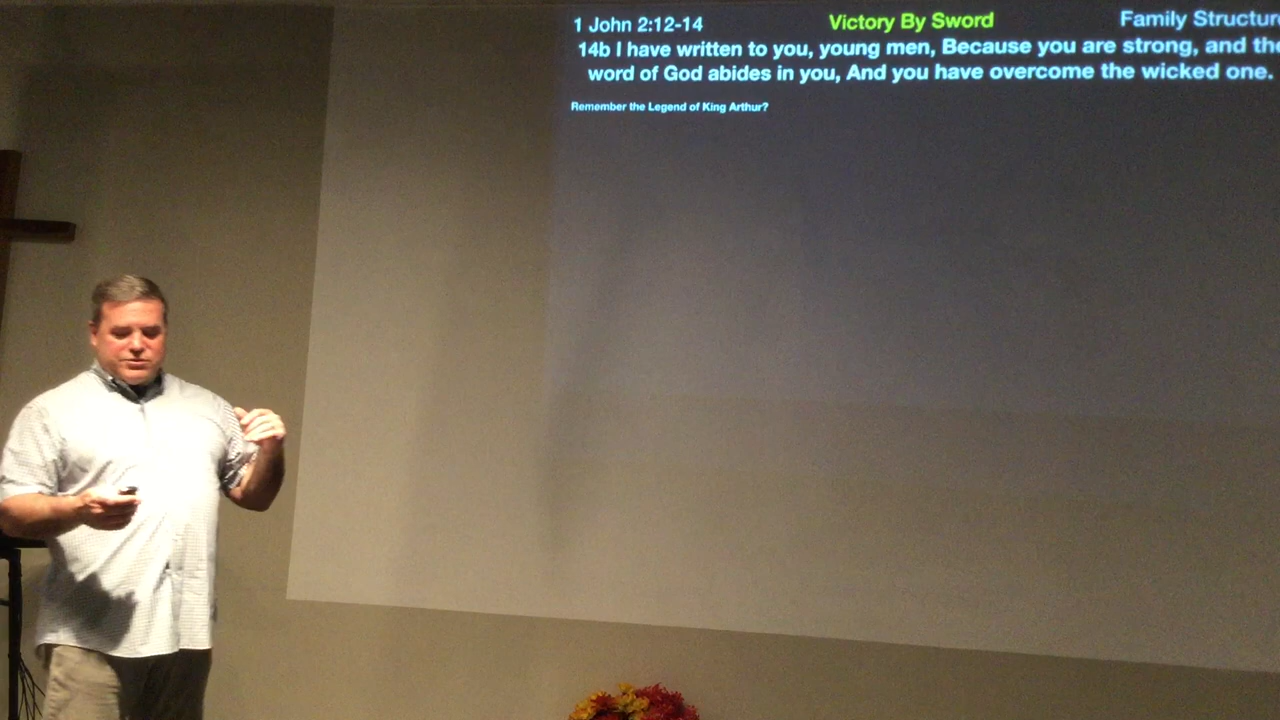 1 John 2:12-14 Victory By Sword Family Structure
14b I have written to you, young men, Because you are strong, and the
word of God abides in you, And you have overcome the wicked one.
Remember the Legend of King Arthur?